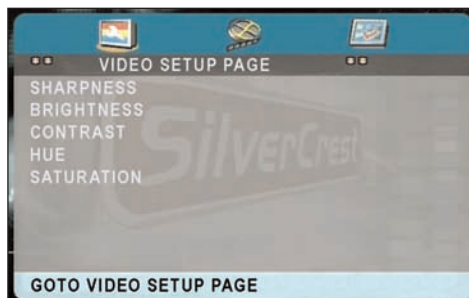 VIDEO SETUP PAGE
SHARPNESS
BRIGHTNESS
CONTRAST
HUE
SATURATION
SilverCrest
GOTO VIDEO SETUP PAGE